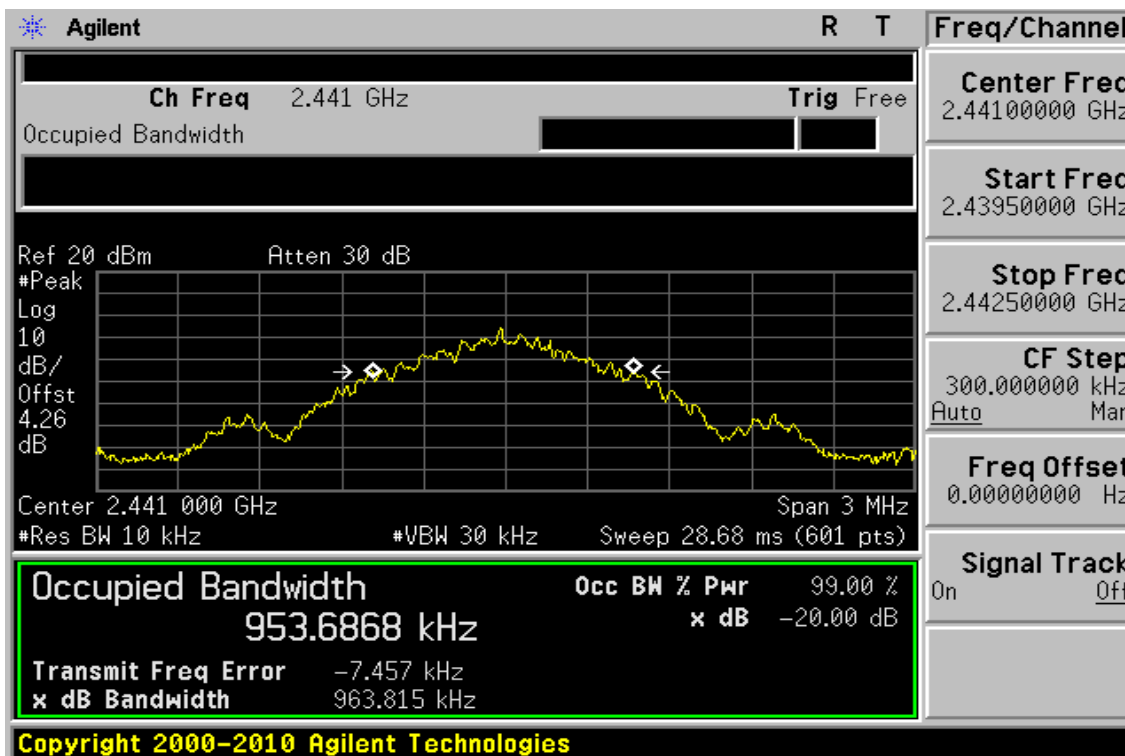 Agilent R T Freq/Channel
Ch Freq 2.441 GHz Trig Free
Occupied Bandwidth
Center Freq
2.44100000 GHz
Start Freq
2.43950000 GHz
Stop Freq
2.44250000 GHz
CF Step
300.000000 kHz
Auto Man
Freq Offset
0.00000000 Hz
Signal Track
On Off
Ref 20 dBm Atten 30 dB
#Peak
Log
10
dB/
Offst
4.26
dB
Center 2.441 000 GHz Span 3 MHz
#Res BW 10 kHz #VBW 30 kHz Sweep 28.68 ms (601 pts)
Occupied Bandwidth Occ BW % Pwr 99.00 %
953.6868 kHz x dB -20.00 dB
Transmit Freq Error -7.457 kHz
x dB Bandwidth 963.815 kHz
Copyright 2000-2010 Agilent Technologies